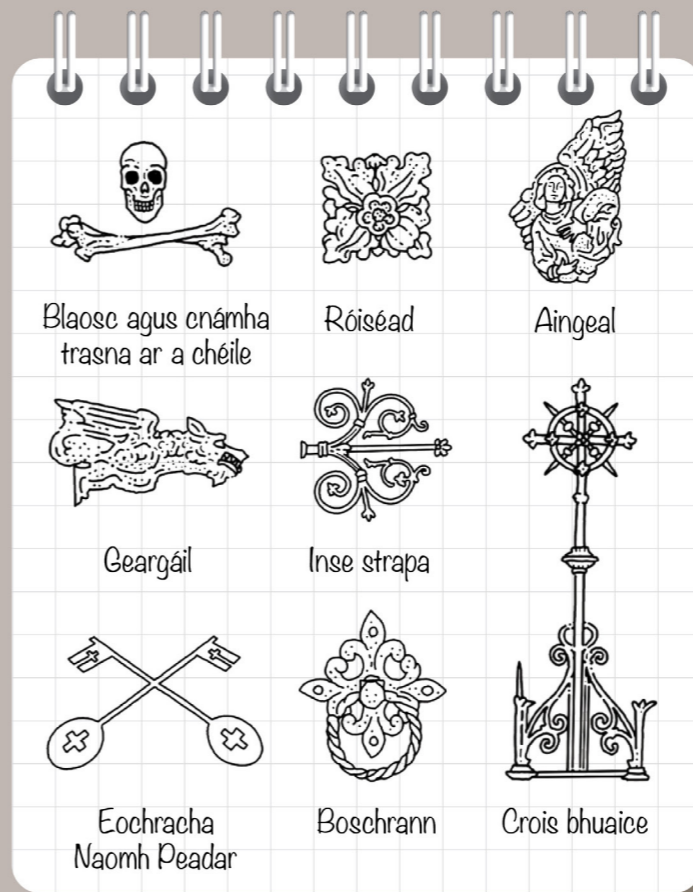 Blaosc agus cnámha
trasna ar a chéile
Róiséad
Aingeal
Geargáil
Inse strapa
Eochracha
Naomh Peadar
Boschrann
Crois bhuaice